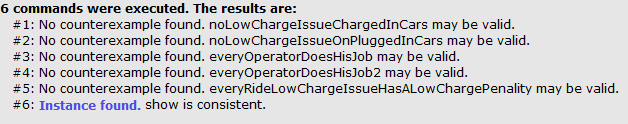 6 commands were executed. The results are:
#1: No counterexample found. noLowChargeIssueChargedInCars may be valid.
#2: No counterexample found. noLowChargeIssueOnPluggedInCars may be valid.
#3: No counterexample found. everyOperatorDoesHisJob may be valid.
#4: No counterexample found. everyOperatorDoesHisJob2 may be valid.
#5: No counterexample found. everyRideLowChargeIssueHasALowChargePenality may be valid.
#6: Instance found. show is consistent.